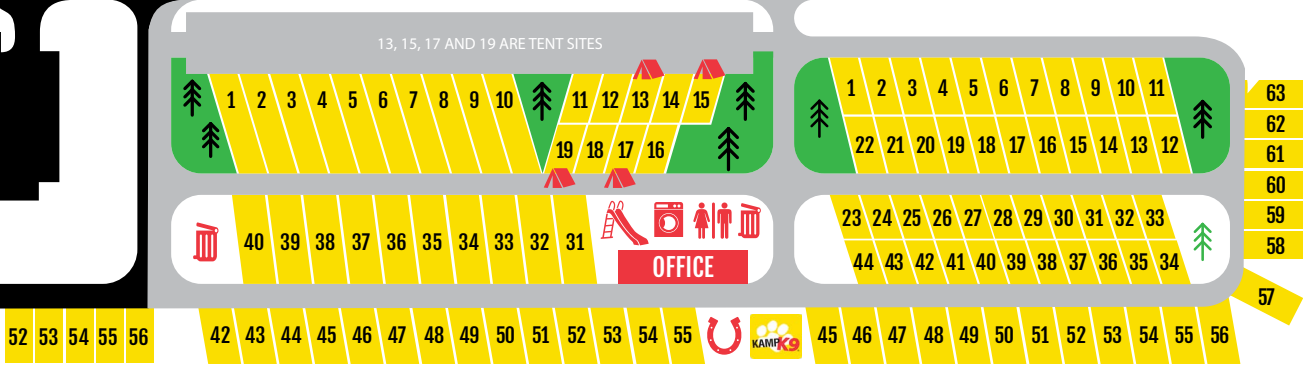 13, 15, 17 AND 19 ARE TENT SITES
1 2 3 4 5 6 7 8 9 10 11 12 13 14 15
19 18 17 16
40 39 38 37 36 35 34 33 32 31
OFFICE
1 2 3 4 5 6 7 8 9 10 11
22 21 20 19 18 17 16 15 14 13 12
23 24 25 26 27 28 29 30 31 32 33
44 43 42 41 40 39 38 37 36 35 34
63
62
61
60
59
58
57
52 53 54 55 56
42 43 44 45 46 47 48 49 50 51 52 53 54 55
KAMP K9
45 46 47 48 49 50 51 52 53 54 55 56